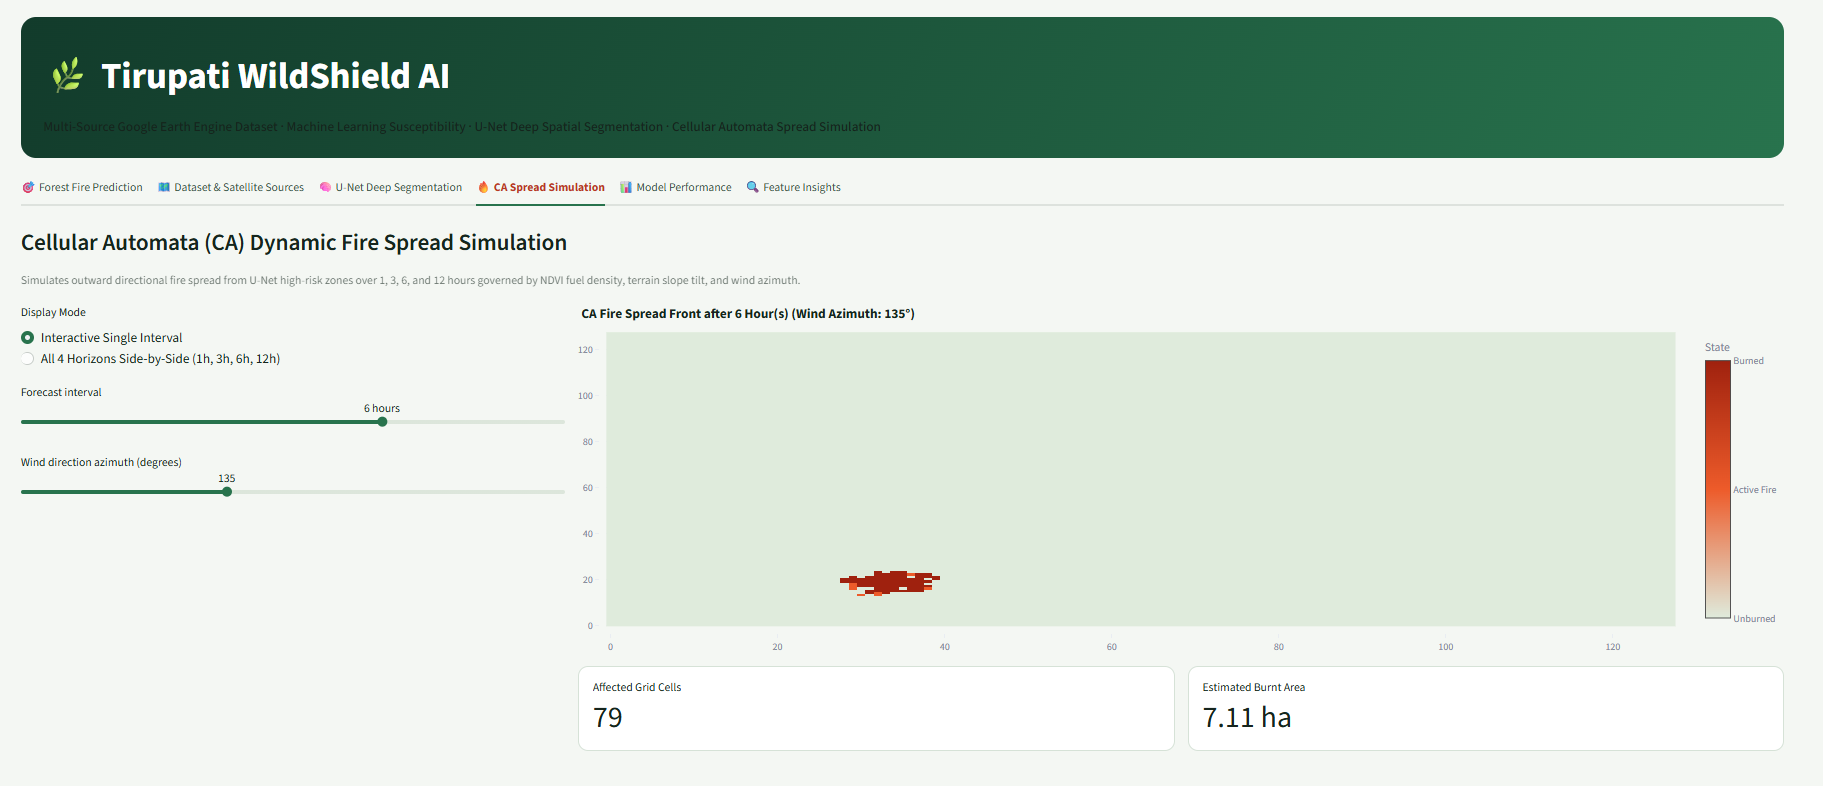 Tirupati WildShield AI
Multi-Source Google Earth Engine Dataset · Machine Learning Susceptibility · U-Net Deep Spatial Segmentation · Cellular Automata Spread Simulation
Forest Fire Prediction Dataset & Satellite Sources U-Net Deep Segmentation CA Spread Simulation Model Performance Feature Insights
Cellular Automata (CA) Dynamic Fire Spread Simulation
Simulates outward directional fire spread from U-Net high-risk zones over 1, 3, 6, and 12 hours governed by NDVI fuel density, terrain slope tilt, and wind azimuth.
Display Mode
Interactive Single Interval
All 4 Horizons Side-by-Side (1h, 3h, 6h, 12h)
Forecast interval
6 hours
Wind direction azimuth (degrees)
135
CA Fire Spread Front after 6 Hour(s) (Wind Azimuth: 135°)
120
100
80
60
40
20
0
0 20 40 60 80 100 120
State
Burned
Active Fire
Unburned
Affected Grid Cells
79
Estimated Burnt Area
7.11 ha